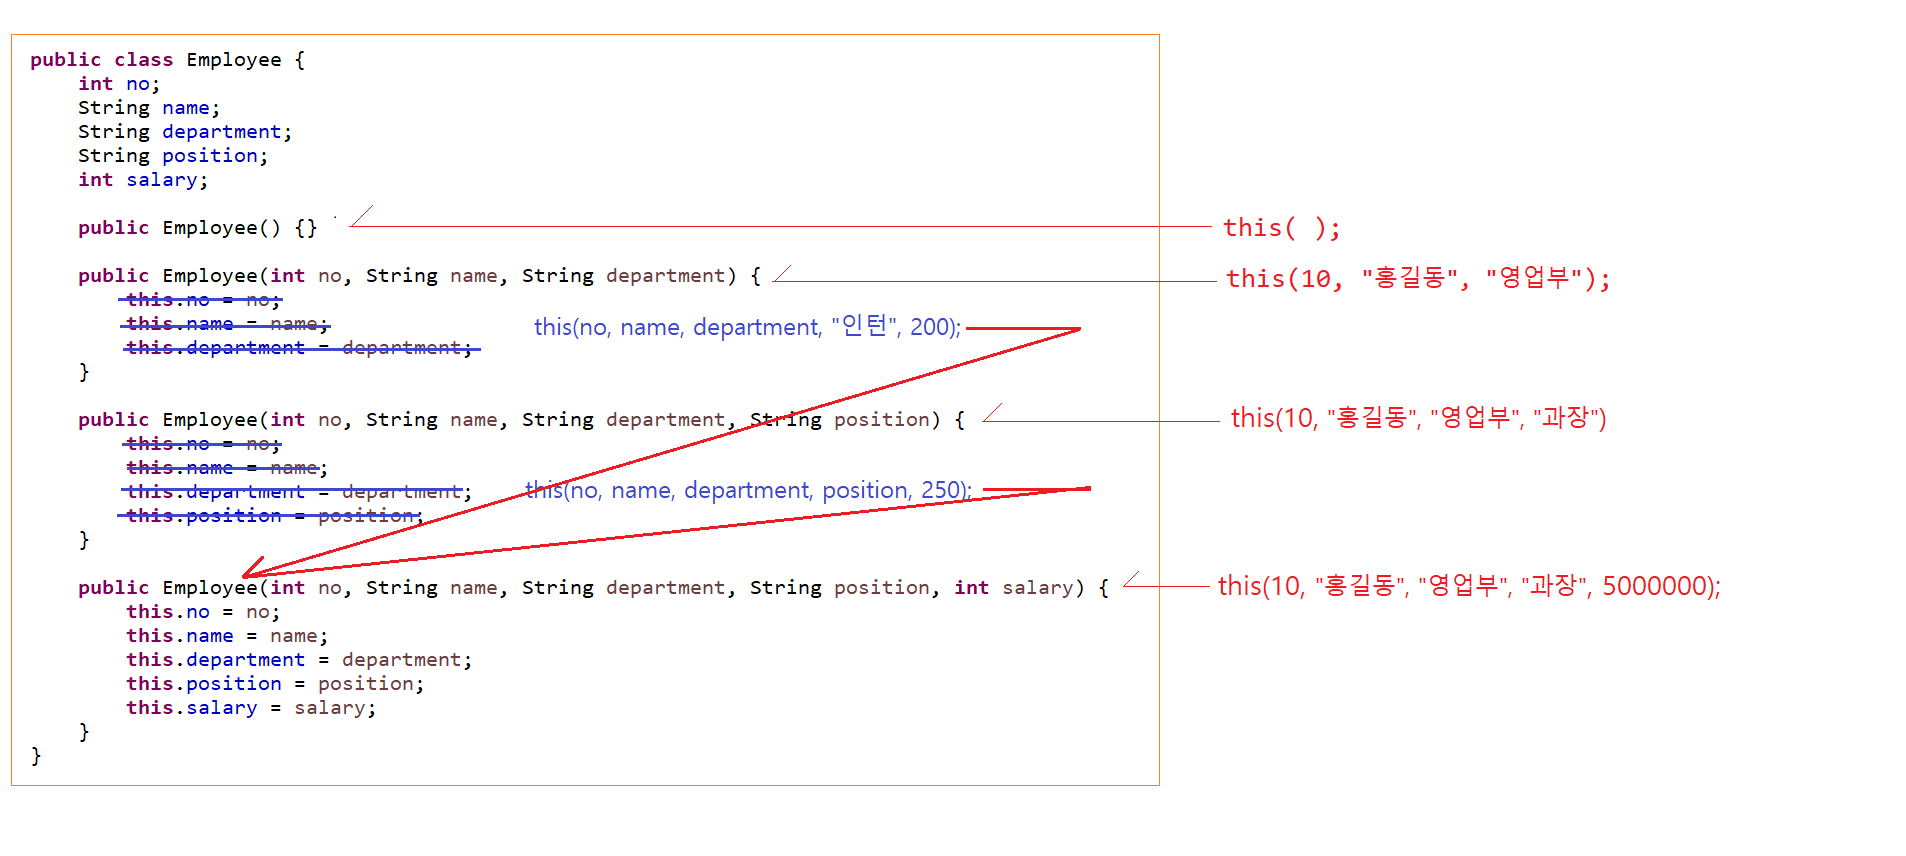 public class Employee {
int no;
String name;
String department;
String position;
int salary;
public Employee() {}
this( );
public Employee(int no, String name, String department) {
this(10, "홍길동", "영업부");
this.no = no;
this.name = name;
this(no, name, department, "인턴", 200);
this.department = department;
}
public Employee(int no, String name, String department, String position) {
this(10, "홍길동", "영업부", "과장")
this.no = no;
this.name = name;
this.department = department;
this(no, name, department, position, 250);
this.position = position;
}
public Employee(int no, String name, String department, String position, int salary) {
this(10, "홍길동", "영업부", "과장", 5000000);
this.no = no;
this.name = name;
this.department = department;
this.position = position;
this.salary = salary;
}
}